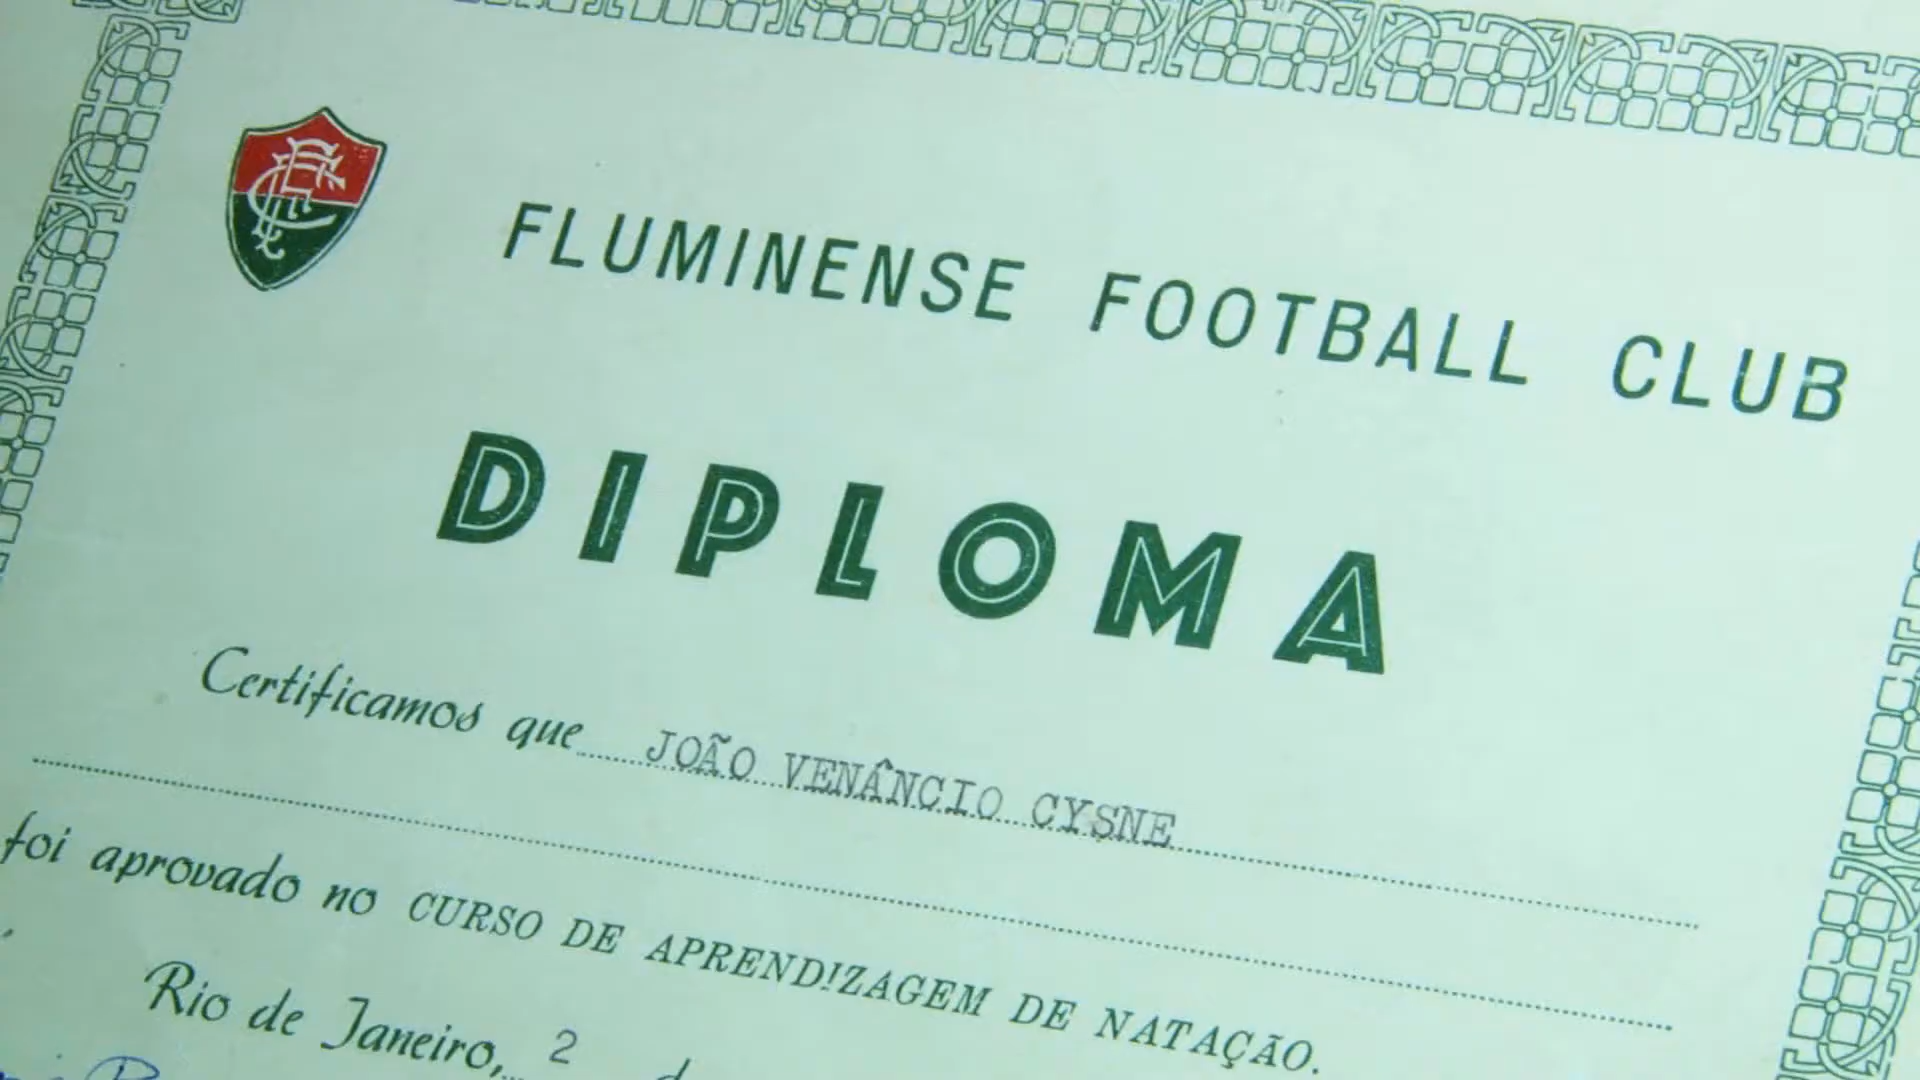 FFC
FLUMINENSE FOOTBALL CLUB
DIPLOMA
Certificamos que JOÃO VENÂNCIO CYSNE
foi aprovado no CURSO DE APRENDIZAGEM DE NATAÇÃO.
Rio de Janeiro, 2